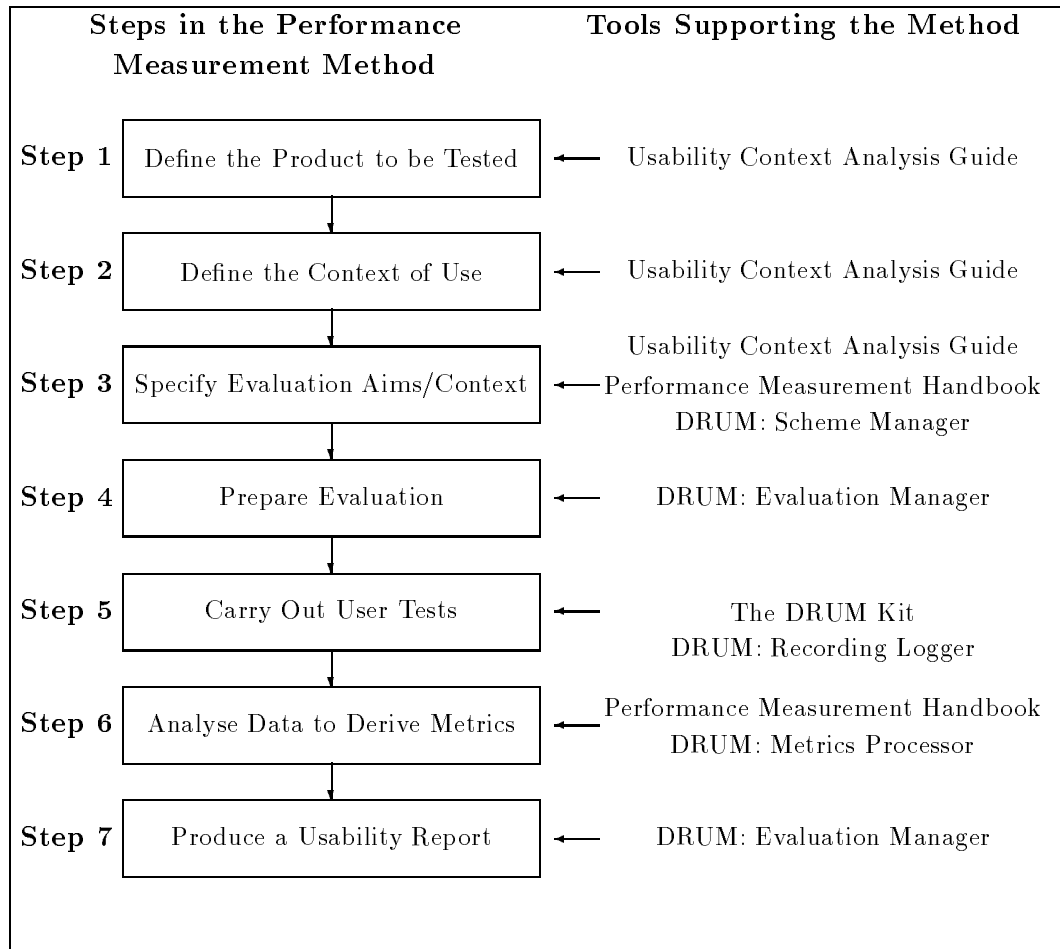 Steps in the Performance
Measurement Method
Tools Supporting the Method
Step 1
Define the Product to be Tested
Usability Context Analysis Guide
Step 2
Define the Context of Use
Usability Context Analysis Guide
Step 3
Specify Evaluation Aims/Context
Usability Context Analysis Guide
Performance Measurement Handbook
DRUM: Scheme Manager
Step 4
Prepare Evaluation
DRUM: Evaluation Manager
Step 5
Carry Out User Tests
The DRUM Kit
DRUM: Recording Logger
Step 6
Analyse Data to Derive Metrics
Performance Measurement Handbook
DRUM: Metrics Processor
Step 7
Produce a Usability Report
DRUM: Evaluation Manager